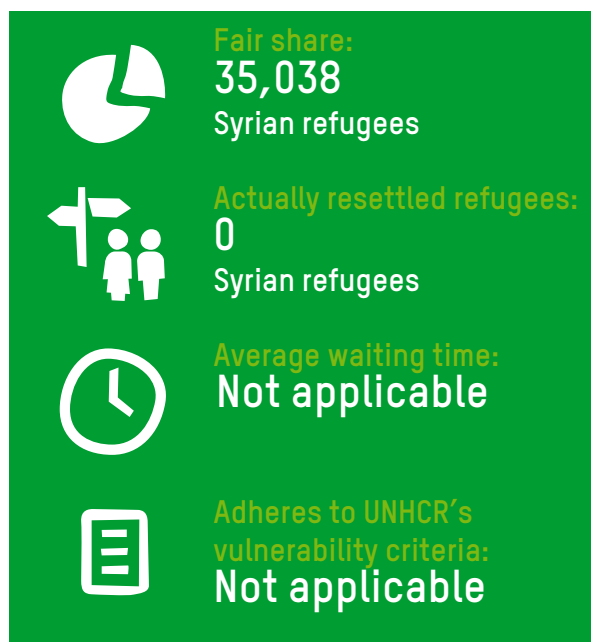 Fair share:
35,038
Syrian refugees
Actually resettled refugees:
0
Syrian refugees
Average waiting time:
Not applicable
Adheres to UNHCR´s
vulnerability criteria:
Not applicable